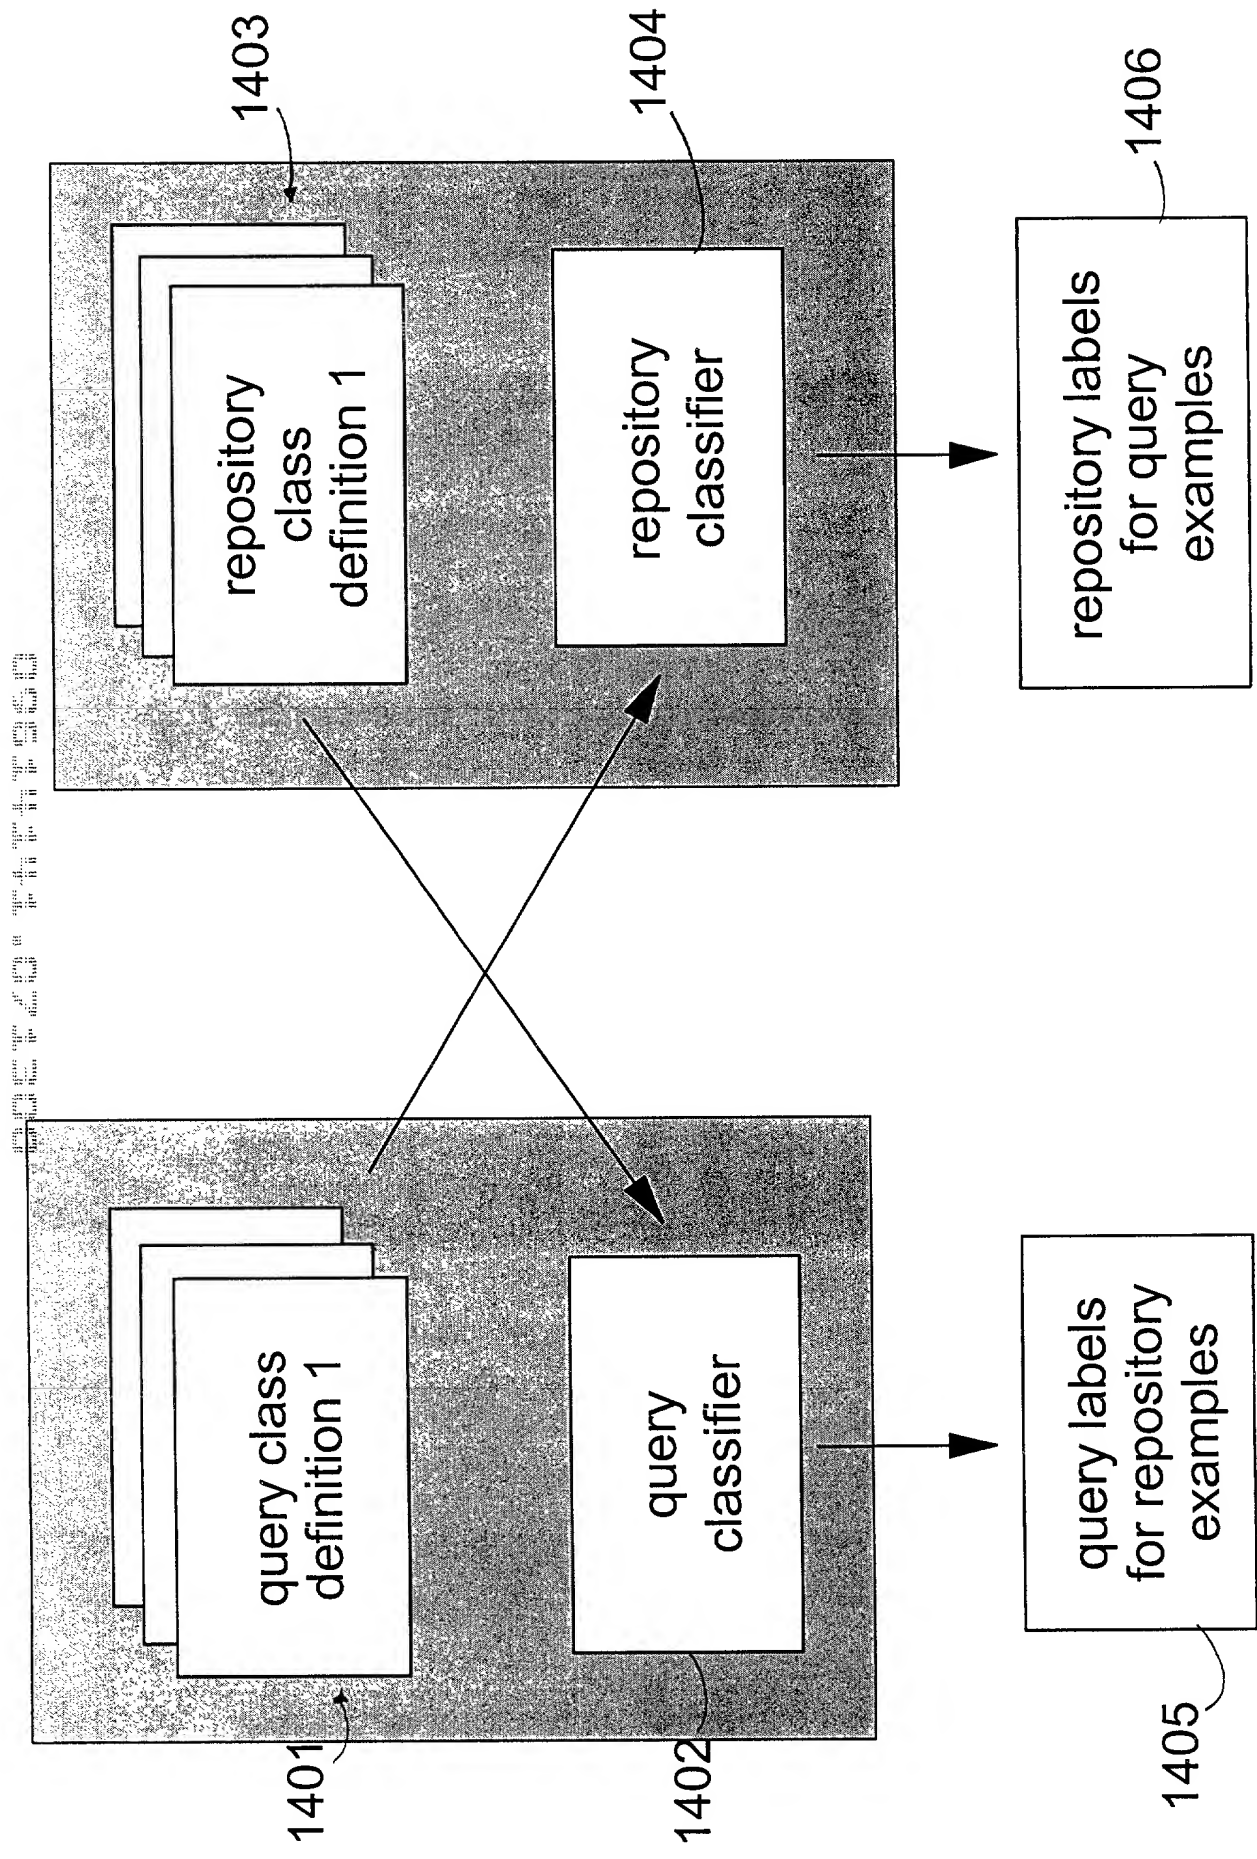 1401
query class
definition 1
1402
query
classifier
1405
query labels
for repository
examples
1403
repository
class
definition 1
1404
repository
classifier
1406
repository labels
for query
examples